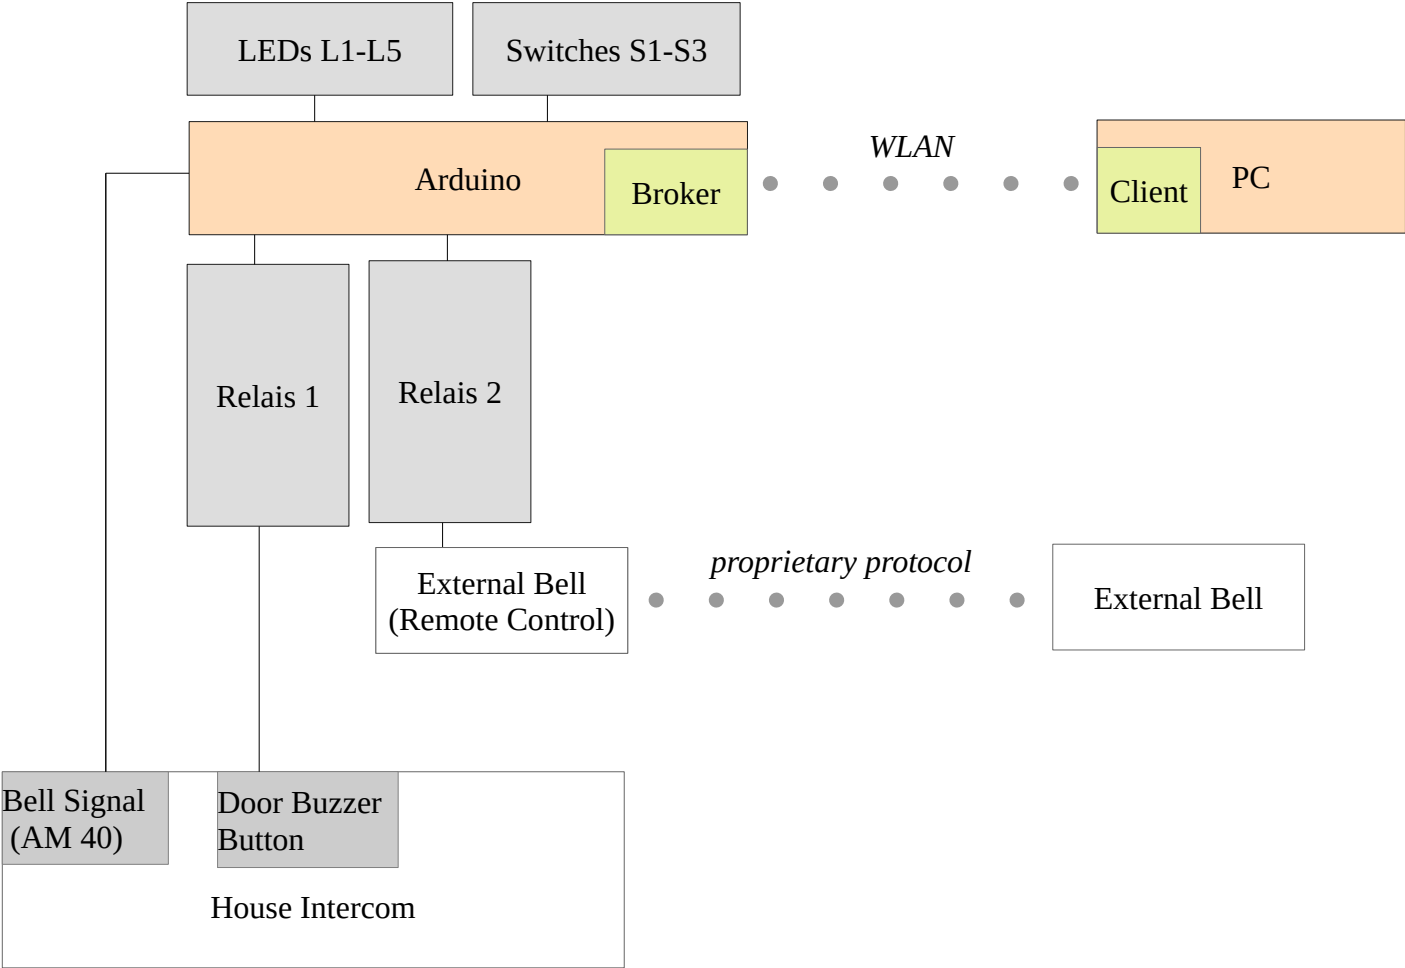 LEDs L1-L5
Switches S1-S3
Arduino
Broker
WLAN
Client
PC
Relais 1
Relais 2
External Bell
(Remote Control)
proprietary protocol
External Bell
Bell Signal
(AM 40)
Door Buzzer
Button
House Intercom